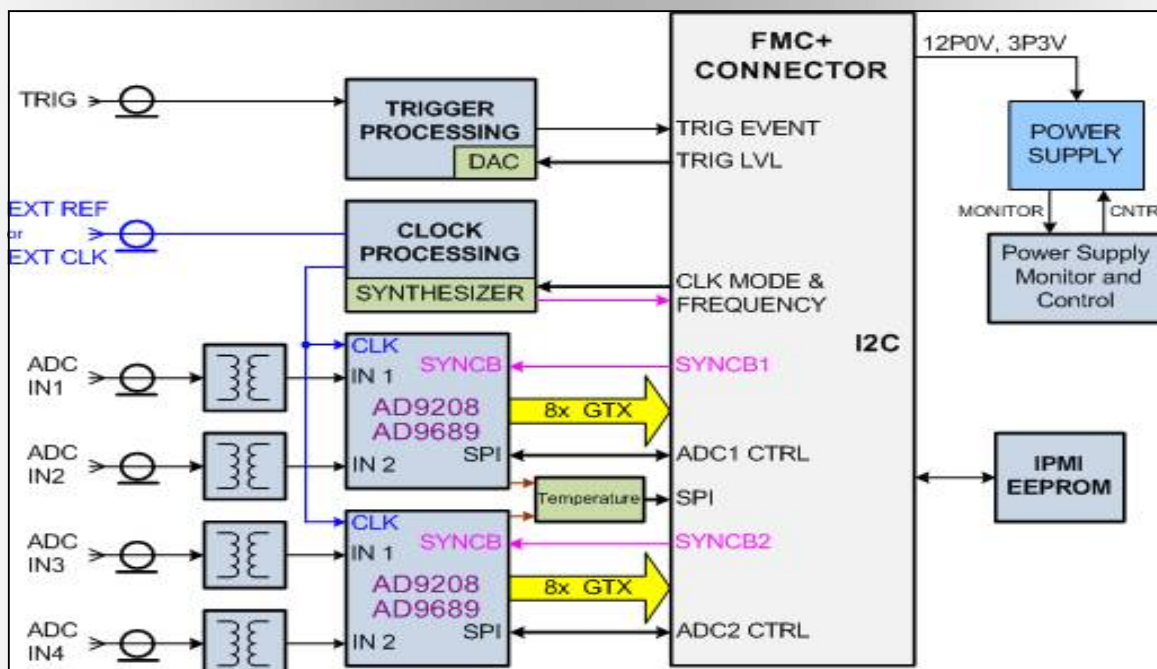 FMC+
CONNECTOR
12P0V, 3P3V
TRIG
TRIGGER
PROCESSING
DAC
TRIG EVENT
TRIG LVL
POWER
SUPPLY
MONITOR
CNTR
Power Supply
Monitor and
Control
EXT REF
or
EXT CLK
CLOCK
PROCESSING
SYNTHESIZER
CLK MODE &
FREQUENCY
I2C
ADC
IN1
CLK
SYNCB
SYNCB1
IN 1
AD9208
AD9689
8x GTX
ADC
IN2
IN 2
SPI
ADC1 CTRL
IPMI
EEPROM
Temperature
SPI
CLK
SYNCB
SYNCB2
ADC
IN3
IN 1
AD9208
AD9689
8x GTX
ADC
IN4
IN 2
SPI
ADC2 CTRL